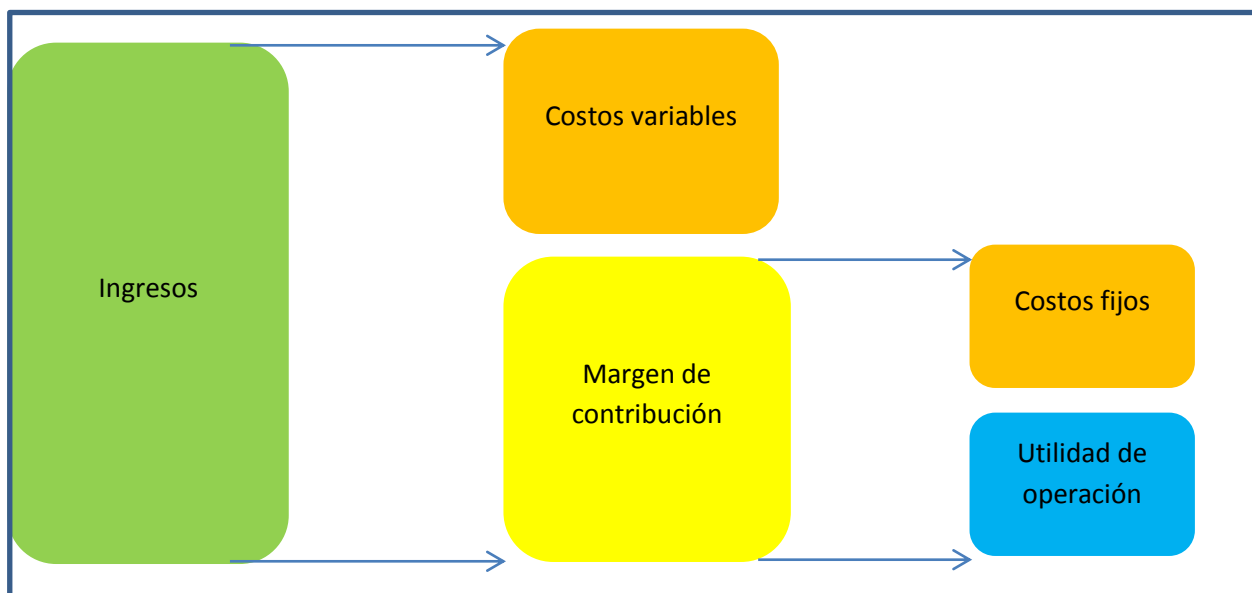 Ingresos
Costos variables
Margen de
contribución
Costos fijos
Utilidad de
operación